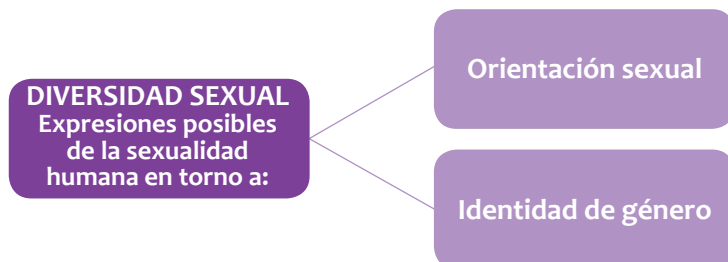 DIVERSIDAD SEXUAL
Expresiones posibles
de la sexualidad
humana en torno a:
Orientación sexual
Identidad de género